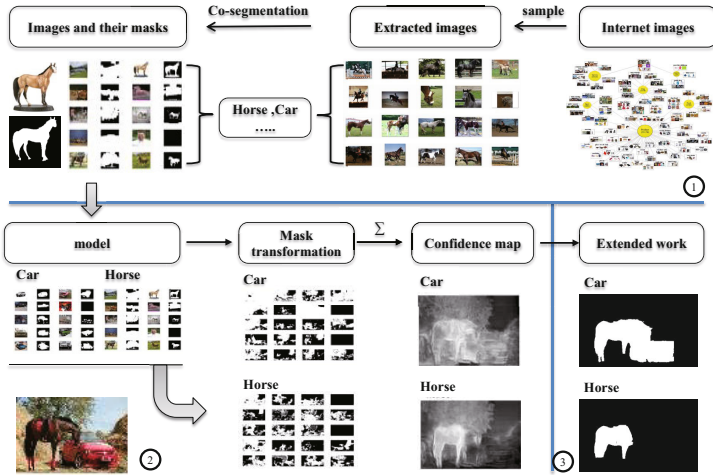 Images and their masks
Co-segmentation
Extracted images
sample
Internet images
Horse ,Car
.....
1
model
Mask
transformation
Σ
Confidence map
Extended work
Car
Horse
Car
Car
Car
Horse
Horse
Horse
2
3